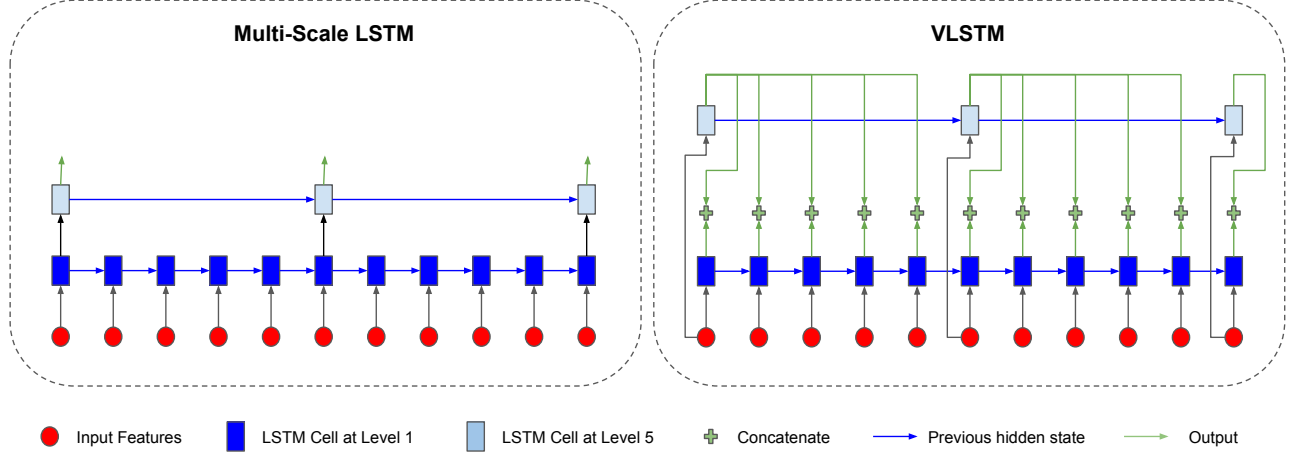 Multi-Scale LSTM
VLSTM
Input Features
LSTM Cell at Level 1
LSTM Cell at Level 5
Concatenate
Previous hidden state
Output